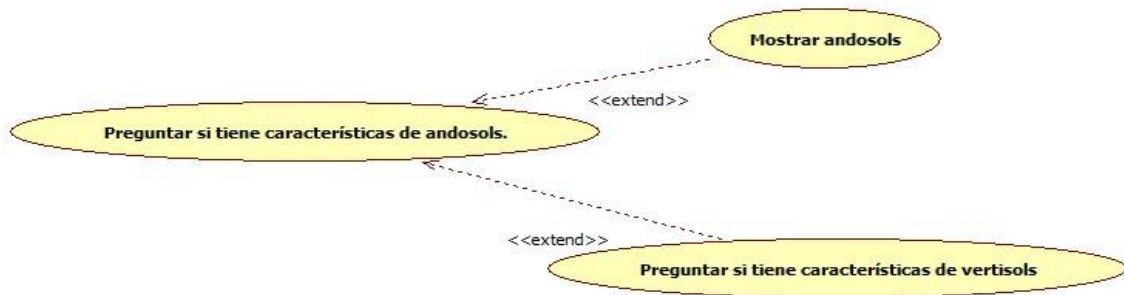 Mostrar andosols
<<extend>>
Preguntar si tiene características de andosols.
<<extend>>
Preguntar si tiene características de vertisols